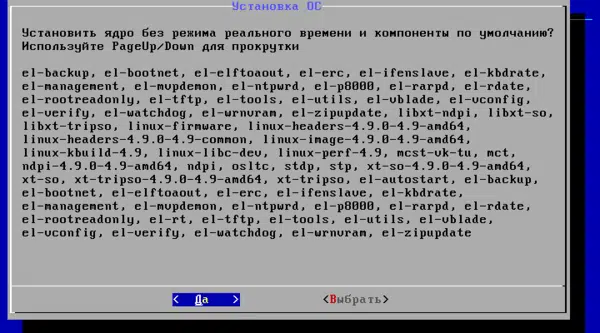 Установка ОС
Установить ядро без режима реального времени и компоненты по умолчанию?
Используйте PageUp/Down для прокрутки
el-backup, el-bootnet, el-elftoaout, el-erc, el-ifenslave, el-kbdrate,
el-management, el-mvpdemon, el-ntpwrd, el-p8000, el-rarpd, el-rdate,
el-rootreadonly, el-tftp, el-tools, el-utils, el-vblade, el-vconfig,
el-verify, el-watchdog, el-wrnvram, el-zipupdate, libxt-ndpi, libxt-so,
libxt-tripso, linux-firmware, linux-headers-4.9.0-9-amd64,
linux-headers-4.9.0-9-common, linux-image-4.9.0-9-amd64,
linux-kbuild-4.9, linux-libc-dev, linux-perf-4.9, mcst-vk-tu, mct,
ndpi-4.9.0-4.9-amd64, ndpi, osltc, stdp, stp, xt-so-4.9.0-4.9-amd64,
xt-so, xt-tripso-4.9.0-4.9-amd64, xt-tripso, el-autostart, el-backup,
el-bootnet, el-elftoaout, el-erc, el-ifenslave, el-kbdrate,
el-management, el-mvpdemon, el-ntpwrd, el-p8000, el-rarpd, el-rdate,
el-rootreadonly, el-rt, el-tftp, el-tools, el-utils, el-vblade,
el-vconfig, el-verify, el-watchdog, el-wrnvram, el-zipupdate
< Да > <Выбрать>